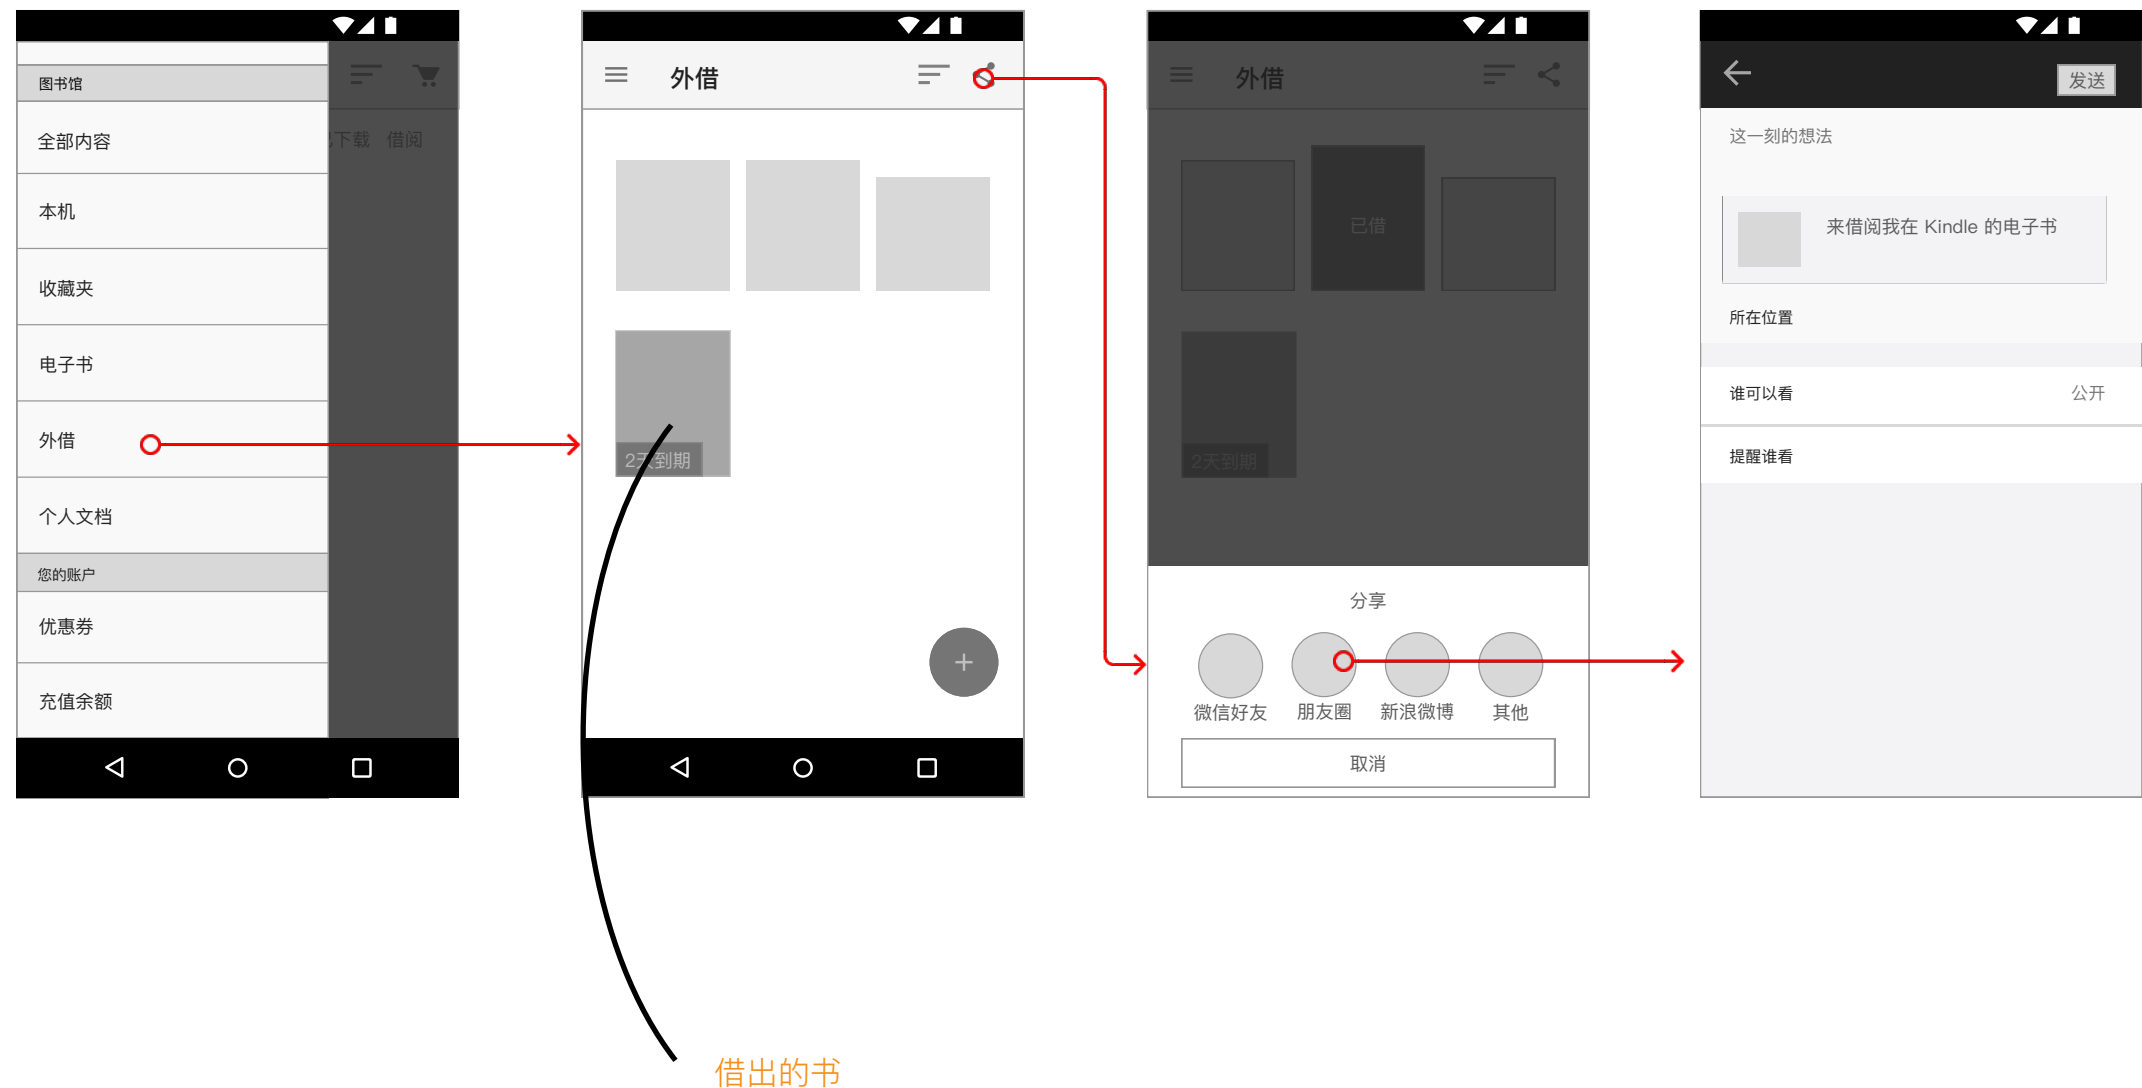 图书馆
全部内容
本机
收藏夹
电子书
外借
个人文档
您的账户
优惠券
充值余额
下载 借阅
外借
2天到期
借出的书
外借
已借
2天到期
分享
微信好友 朋友圈 新浪微博 其他
取消
发送
这一刻的想法
来借阅我在 Kindle 的电子书
所在位置
谁可以看 公开
提醒谁看